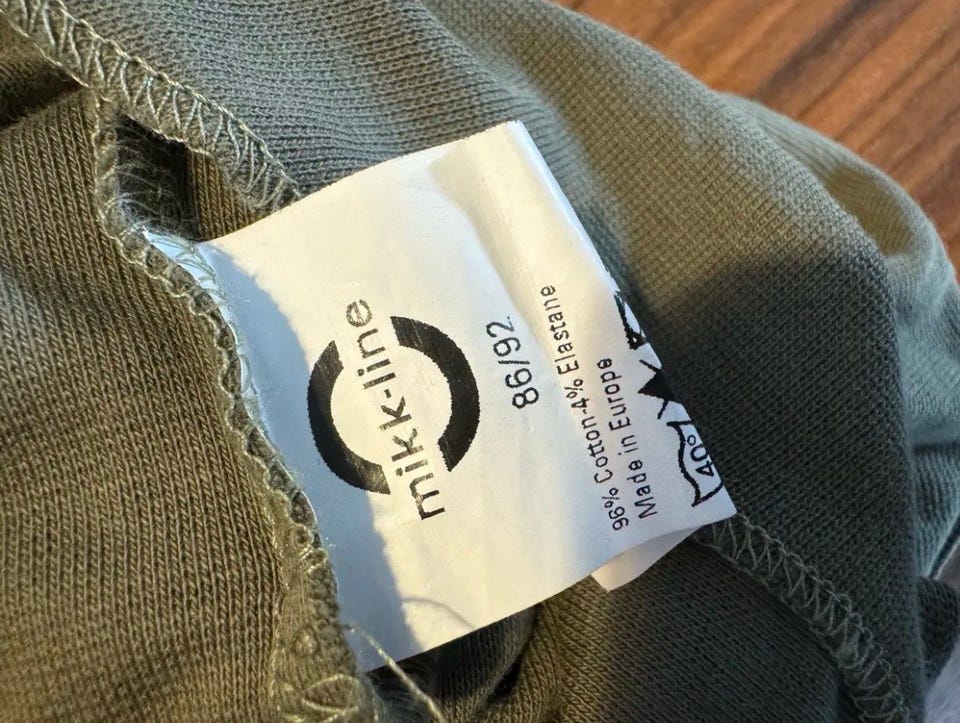 mikk-line
86/92
96% Cotton-4% Elastane
Made in Europe
40°